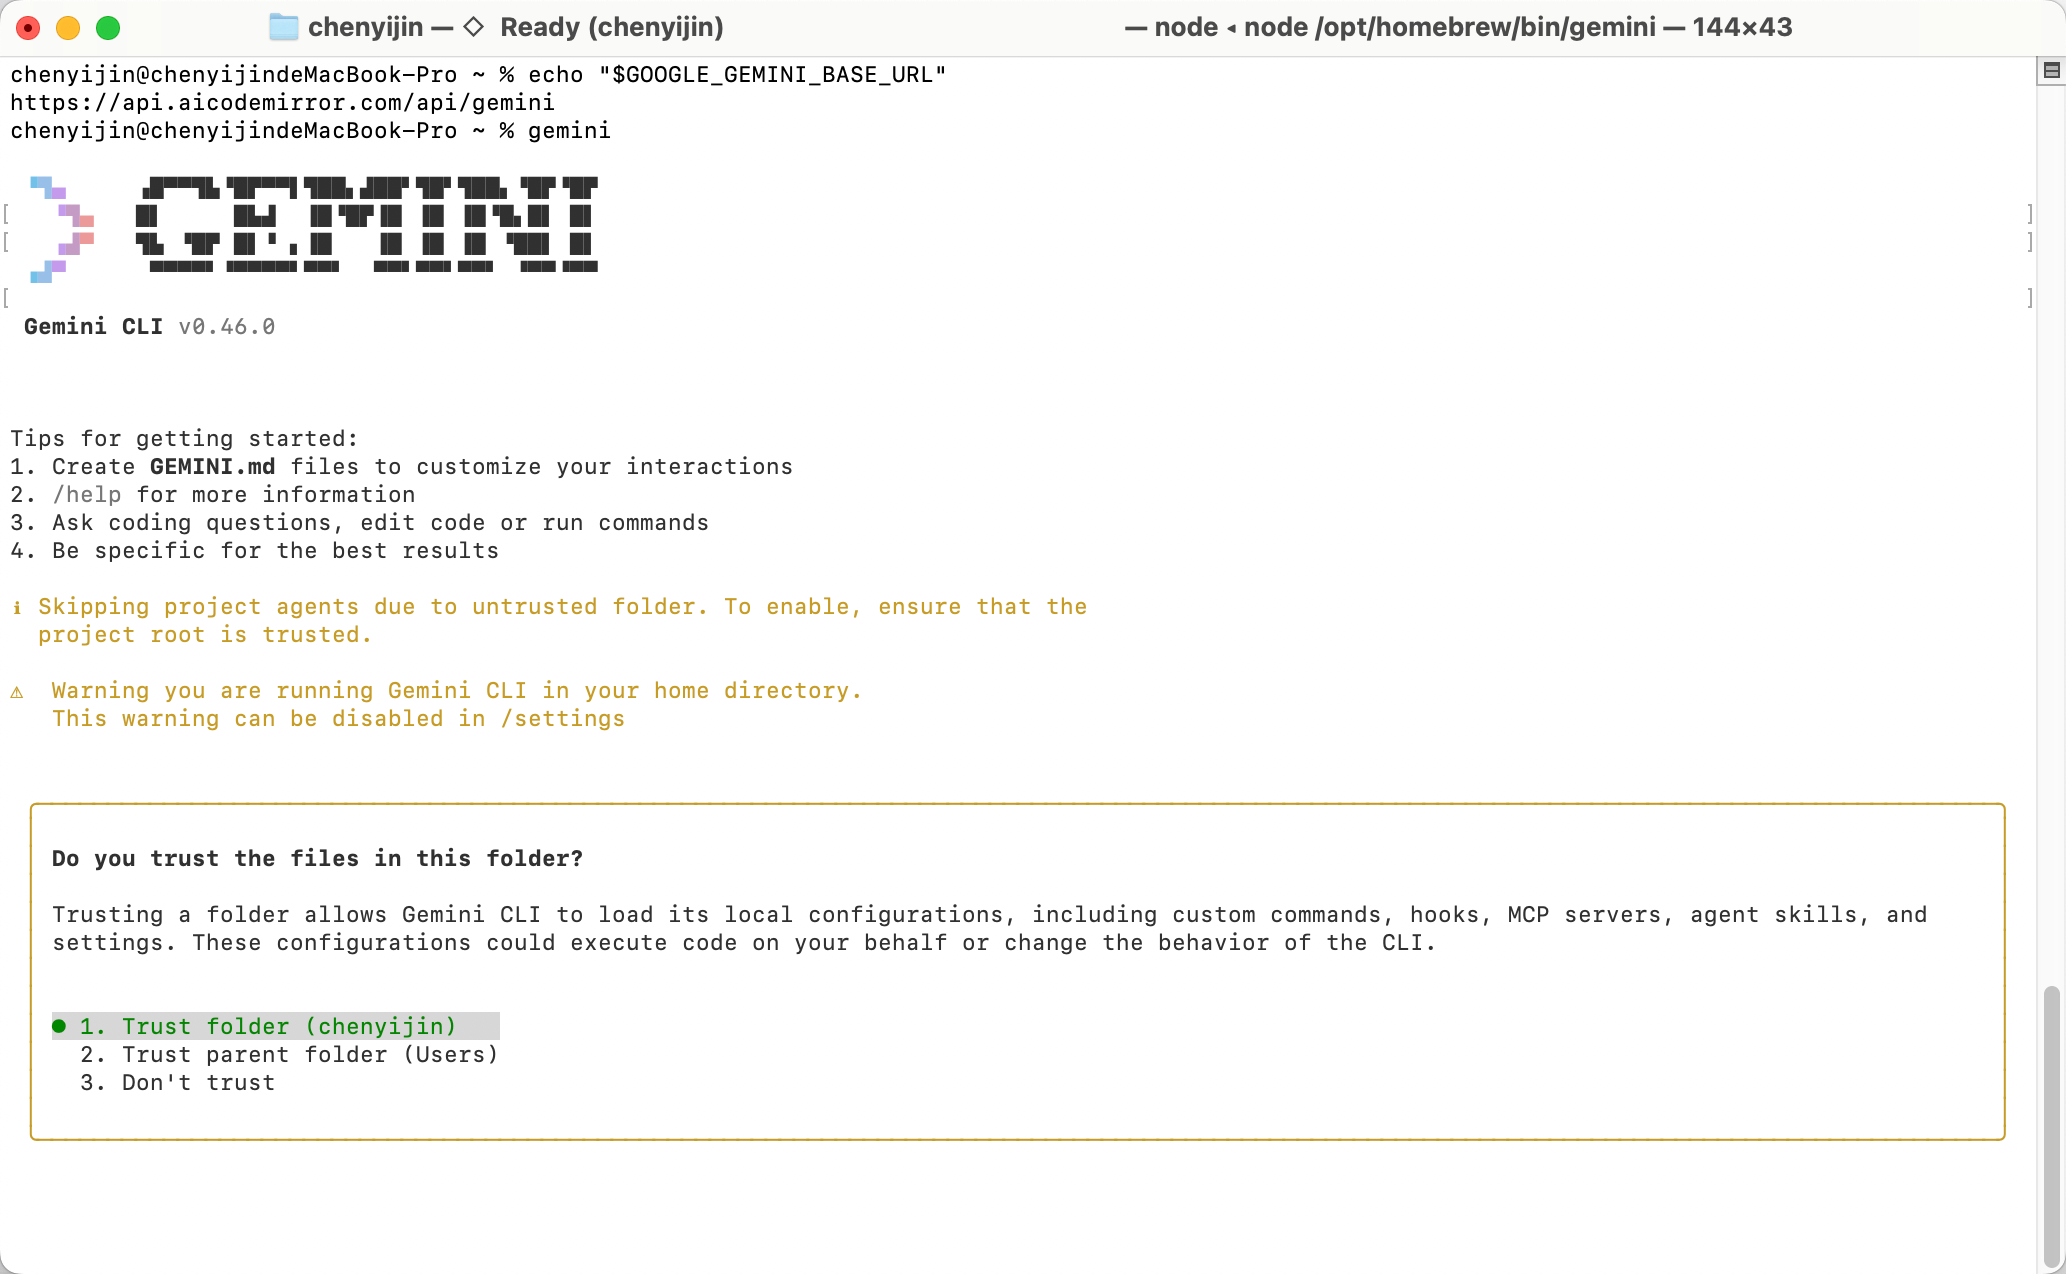 chenyijin — ◇ Ready (chenyijin) — node ◂ node /opt/homebrew/bin/gemini — 144×43
chenyijin@chenyijindeMacBook-Pro ~ % echo "$GOOGLE_GEMINI_BASE_URL"
https://api.aicodemirror.com/api/gemini
chenyijin@chenyijindeMacBook-Pro ~ % gemini
GEMINI
Gemini CLI v0.46.0
Tips for getting started:
1. Create GEMINI.md files to customize your interactions
2. /help for more information
3. Ask coding questions, edit code or run commands
4. Be specific for the best results
ℹ Skipping project agents due to untrusted folder. To enable, ensure that the
project root is trusted.
⚠ Warning you are running Gemini CLI in your home directory.
This warning can be disabled in /settings
Do you trust the files in this folder?
Trusting a folder allows Gemini CLI to load its local configurations, including custom commands, hooks, MCP servers, agent skills, and
settings. These configurations could execute code on your behalf or change the behavior of the CLI.
● 1. Trust folder (chenyijin)
2. Trust parent folder (Users)
3. Don't trust